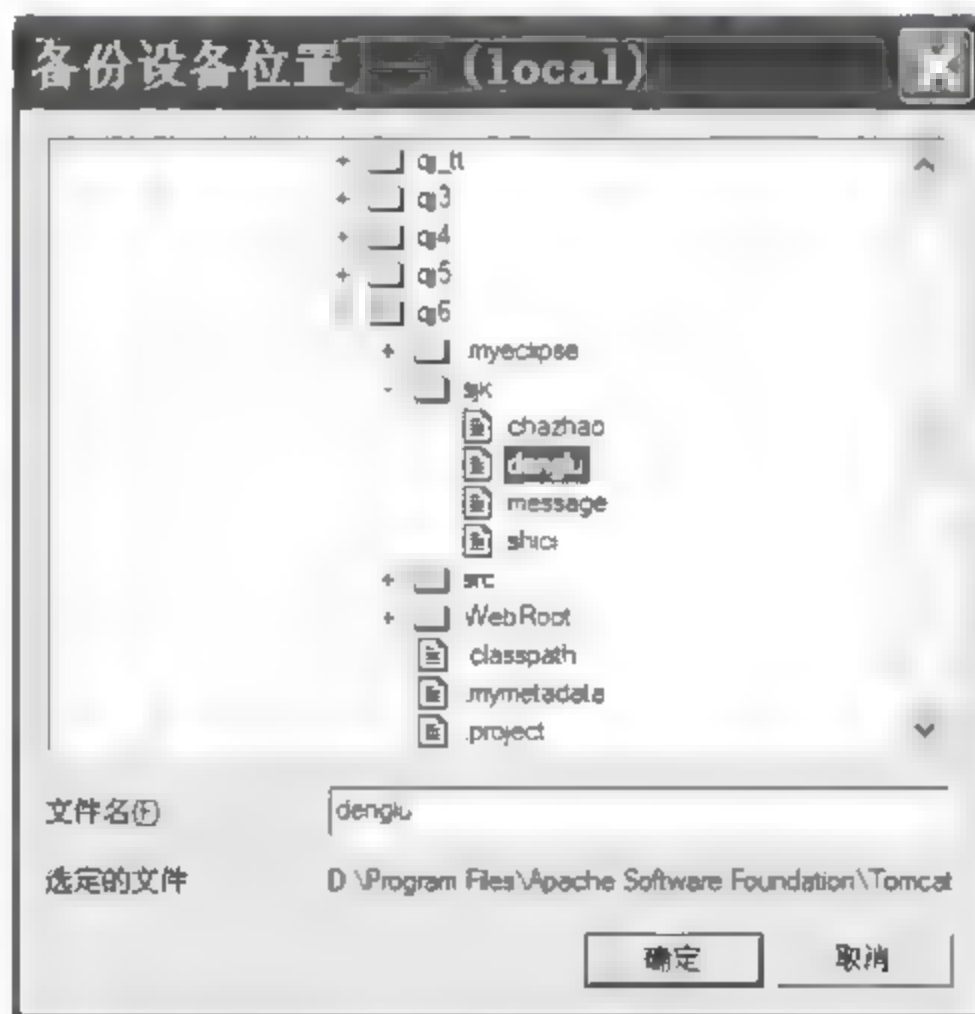 备份设备位置 - (local)
qj_tt
qj3
qj4
qj5
qj6
.myeclipse
sjk
chazhao
denglu
message
shici
src
WebRoot
.classpath
.mymetadata
.project
文件名(F)
denglu
选定的文件
D:\Program Files\Apache Software Foundation\Tomcat
确定
取消